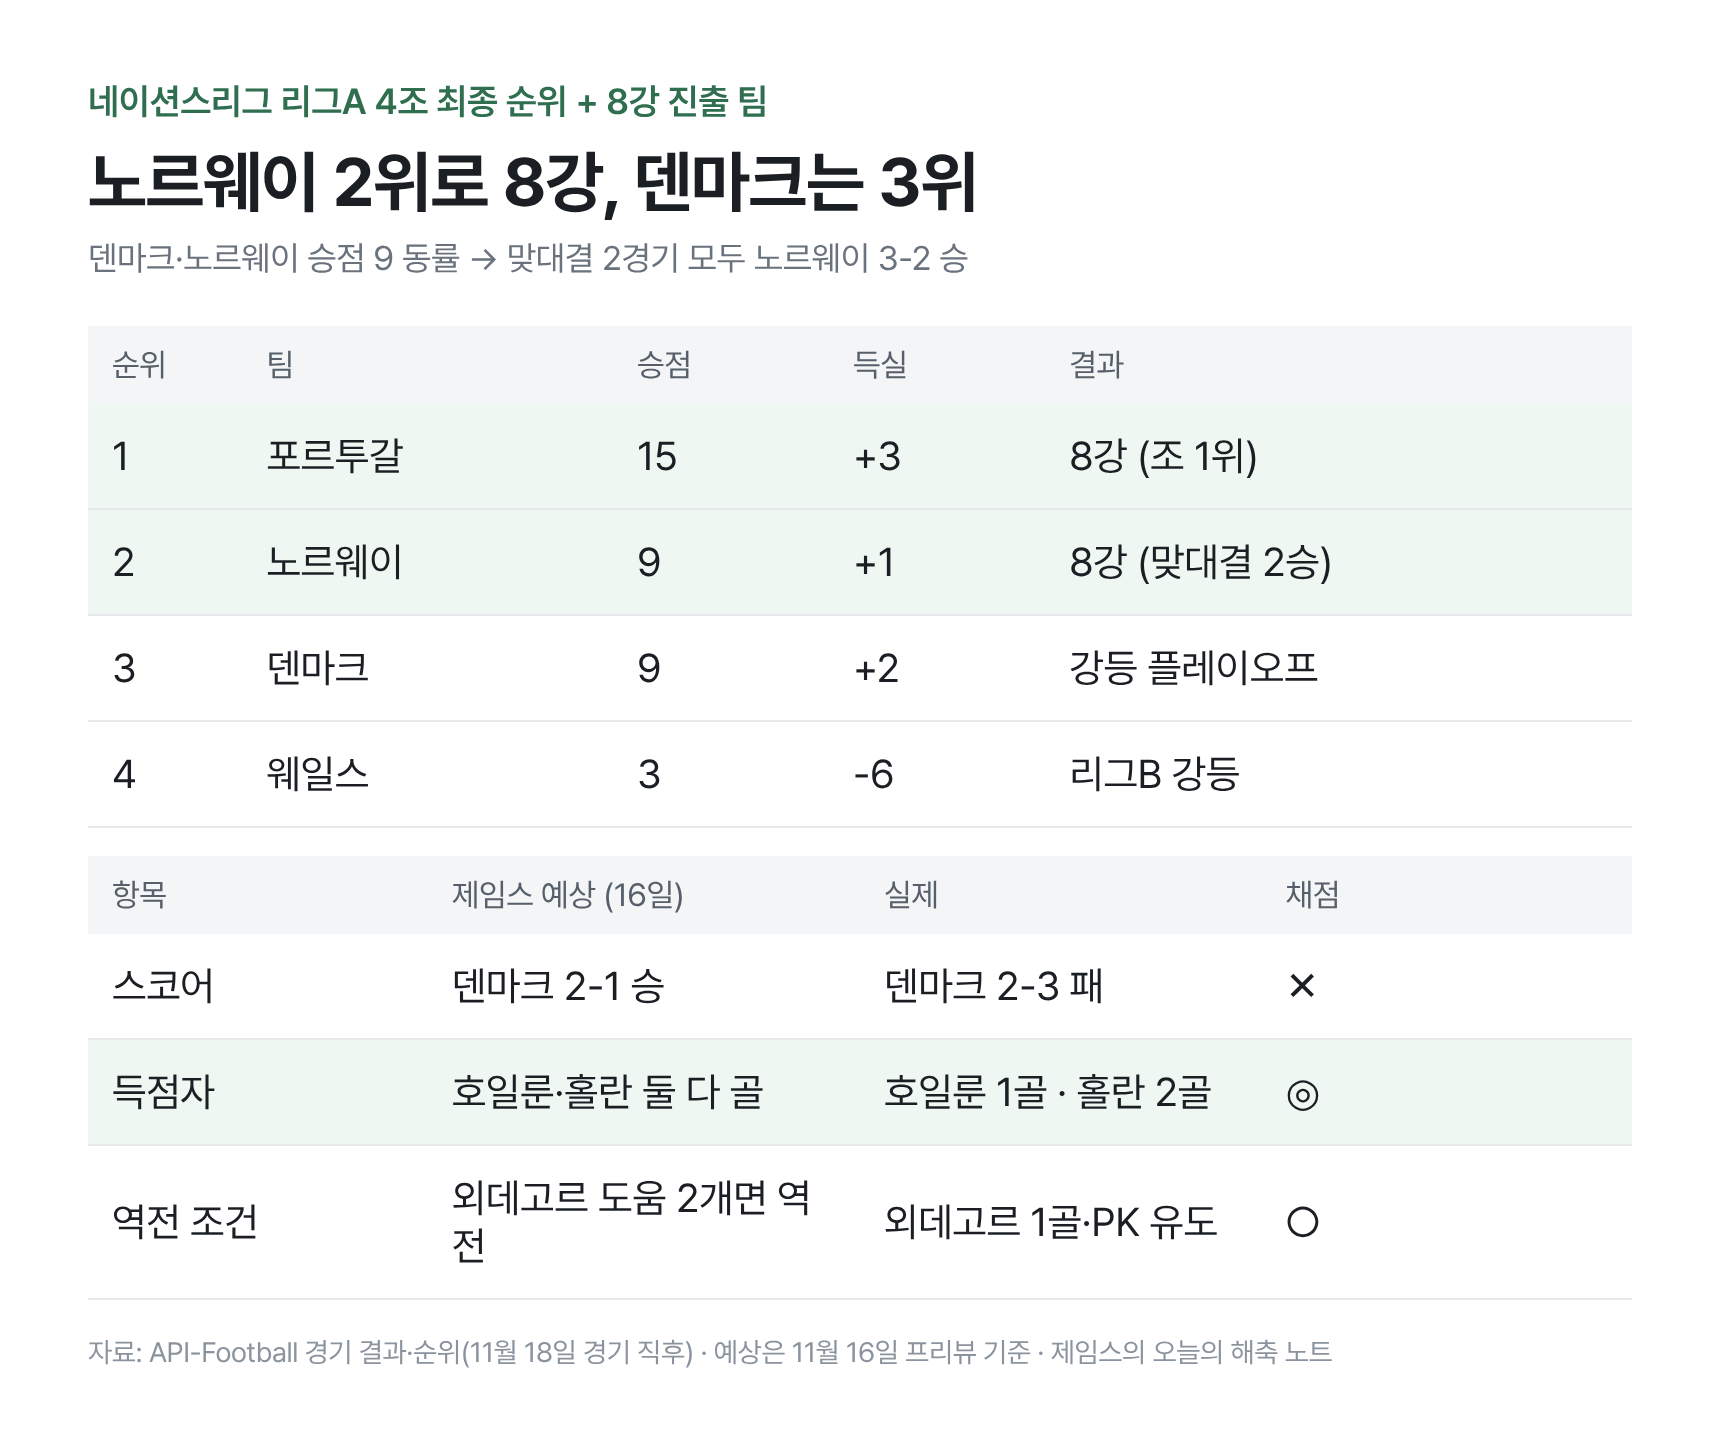 네이션스리그 리그A 4조 최종 순위 + 8강 진출 팀
노르웨이 2위로 8강, 덴마크는 3위
덴마크·노르웨이 승점 9 동률 → 맞대결 2경기 모두 노르웨이 3-2 승
순위 팀 승점 득실 결과
1 포르투갈 15 +3 8강 (조 1위)
2 노르웨이 9 +1 8강 (맞대결 2승)
3 덴마크 9 +2 강등 플레이오프
4 웨일스 3 -6 리그B 강등
항목 제임스 예상 (16일) 실제 채점
스코어 덴마크 2-1 승 덴마크 2-3 패 ✕
득점자 호일룬·홀란 둘 다 골 호일룬 1골 · 홀란 2골 ◎
역전 조건 외데고르 도움 2개면 역
전 외데고르 1골·PK 유도 ○
자료: API-Football 경기 결과·순위(11월 18일 경기 직후) · 예상은 11월 16일 프리뷰 기준 · 제임스의 오늘의 해축 노트